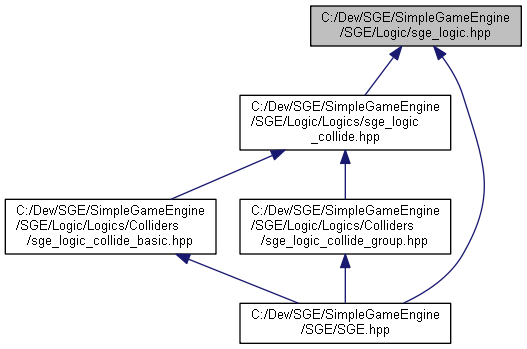 C:/Dev/SGE/SimpleGameEngine
/SGE/Logic/sge_logic.hpp
C:/Dev/SGE/SimpleGameEngine
/SGE/Logic/Logics/sge_logic
_collide.hpp
C:/Dev/SGE/SimpleGameEngine
/SGE/Logic/Logics/Colliders
/sge_logic_collide_basic.hpp
C:/Dev/SGE/SimpleGameEngine
/SGE/Logic/Logics/Colliders
/sge_logic_collide_group.hpp
C:/Dev/SGE/SimpleGameEngine
/SGE/SGE.hpp